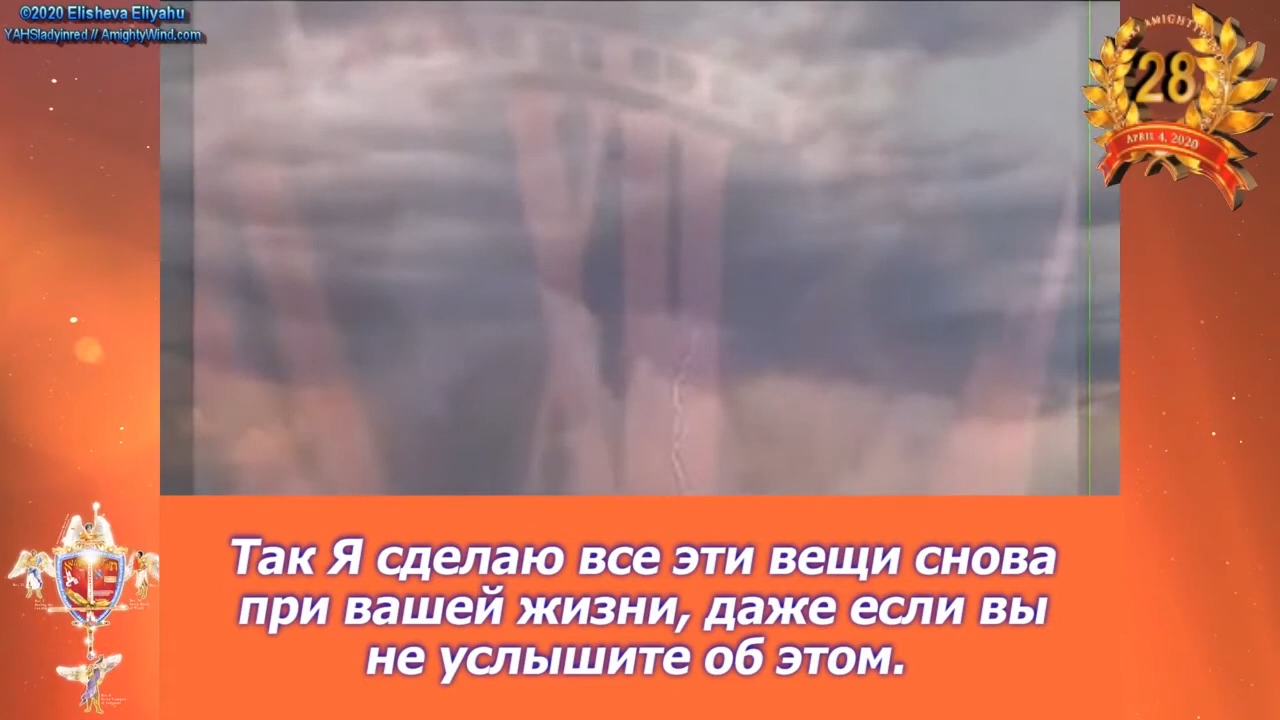 ©2020 Elisheva Eliyahu
YAHSladyinred // AmightyWind.com
28
APRIL 4, 2020
Так Я сделаю все эти вещи снова
при вашей жизни, даже если вы
не услышите об этом.